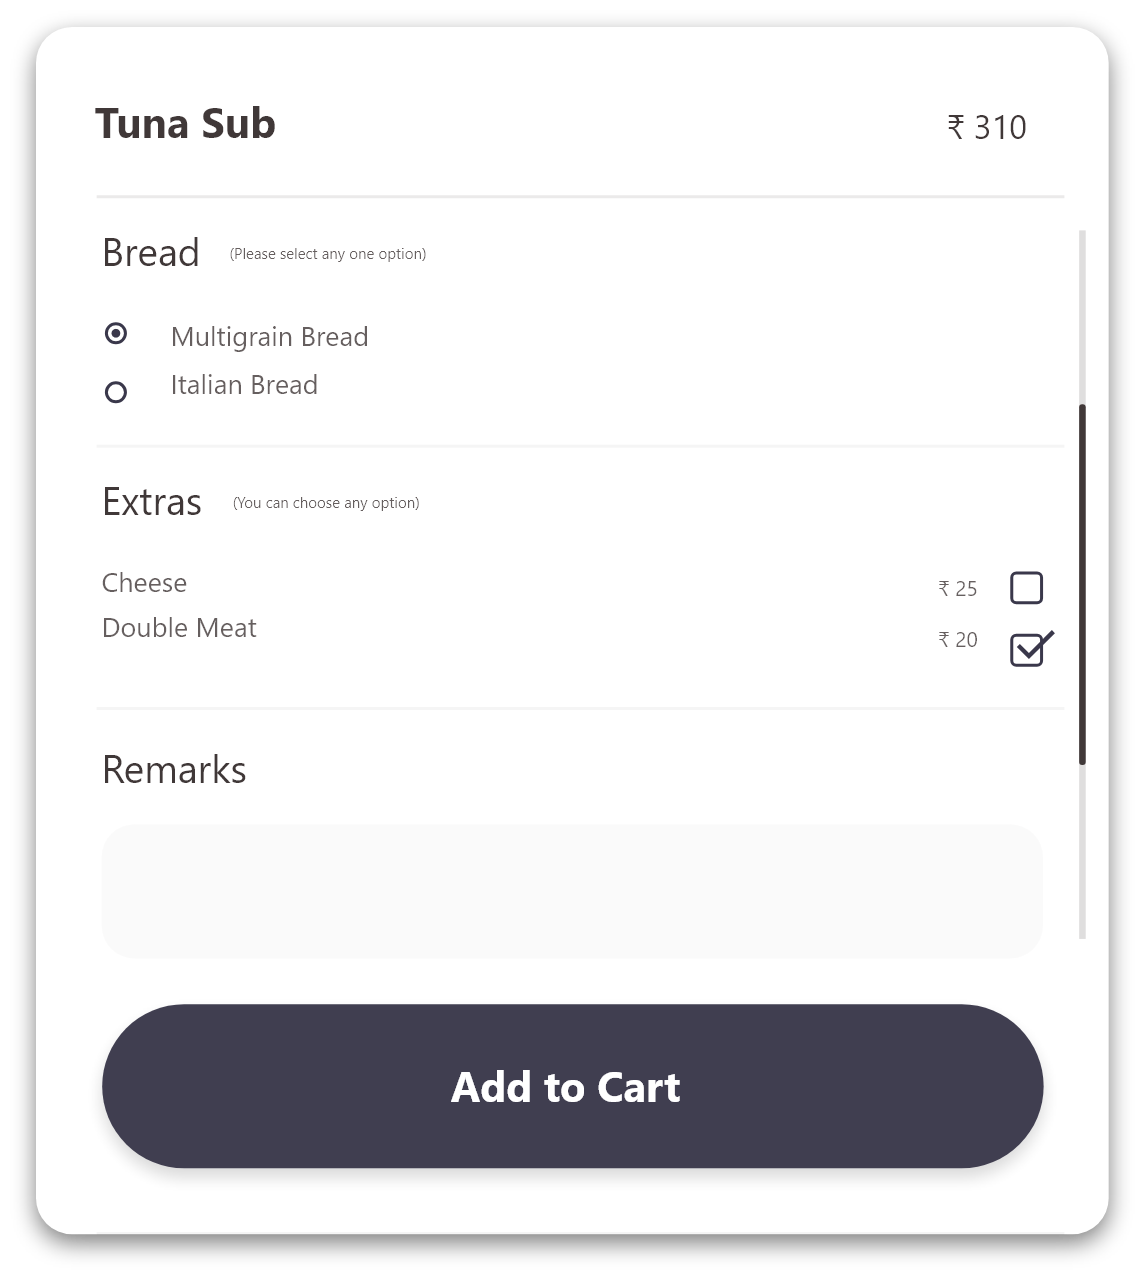 Tuna Sub
₹ 310
Bread (Please select any one option)
Multigrain Bread
Italian Bread
Extras (You can choose any option)
Cheese ₹ 25
Double Meat ₹ 20
Remarks
Add to Cart